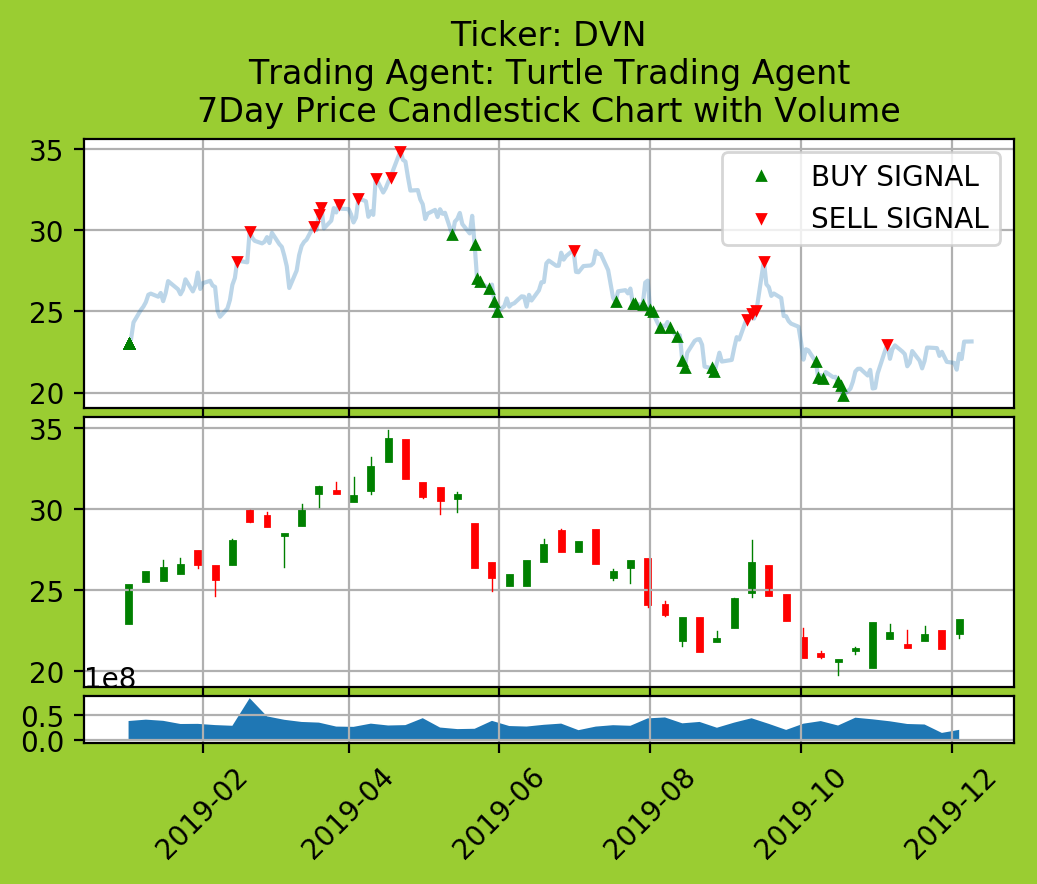 Ticker: DVN
Trading Agent: Turtle Trading Agent
7Day Price Candlestick Chart with Volume
35
30
25
20
BUY SIGNAL
SELL SIGNAL
35
30
25
20
1e8
0.5
0.0
2019-02
2019-04
2019-06
2019-08
2019-10
2019-12